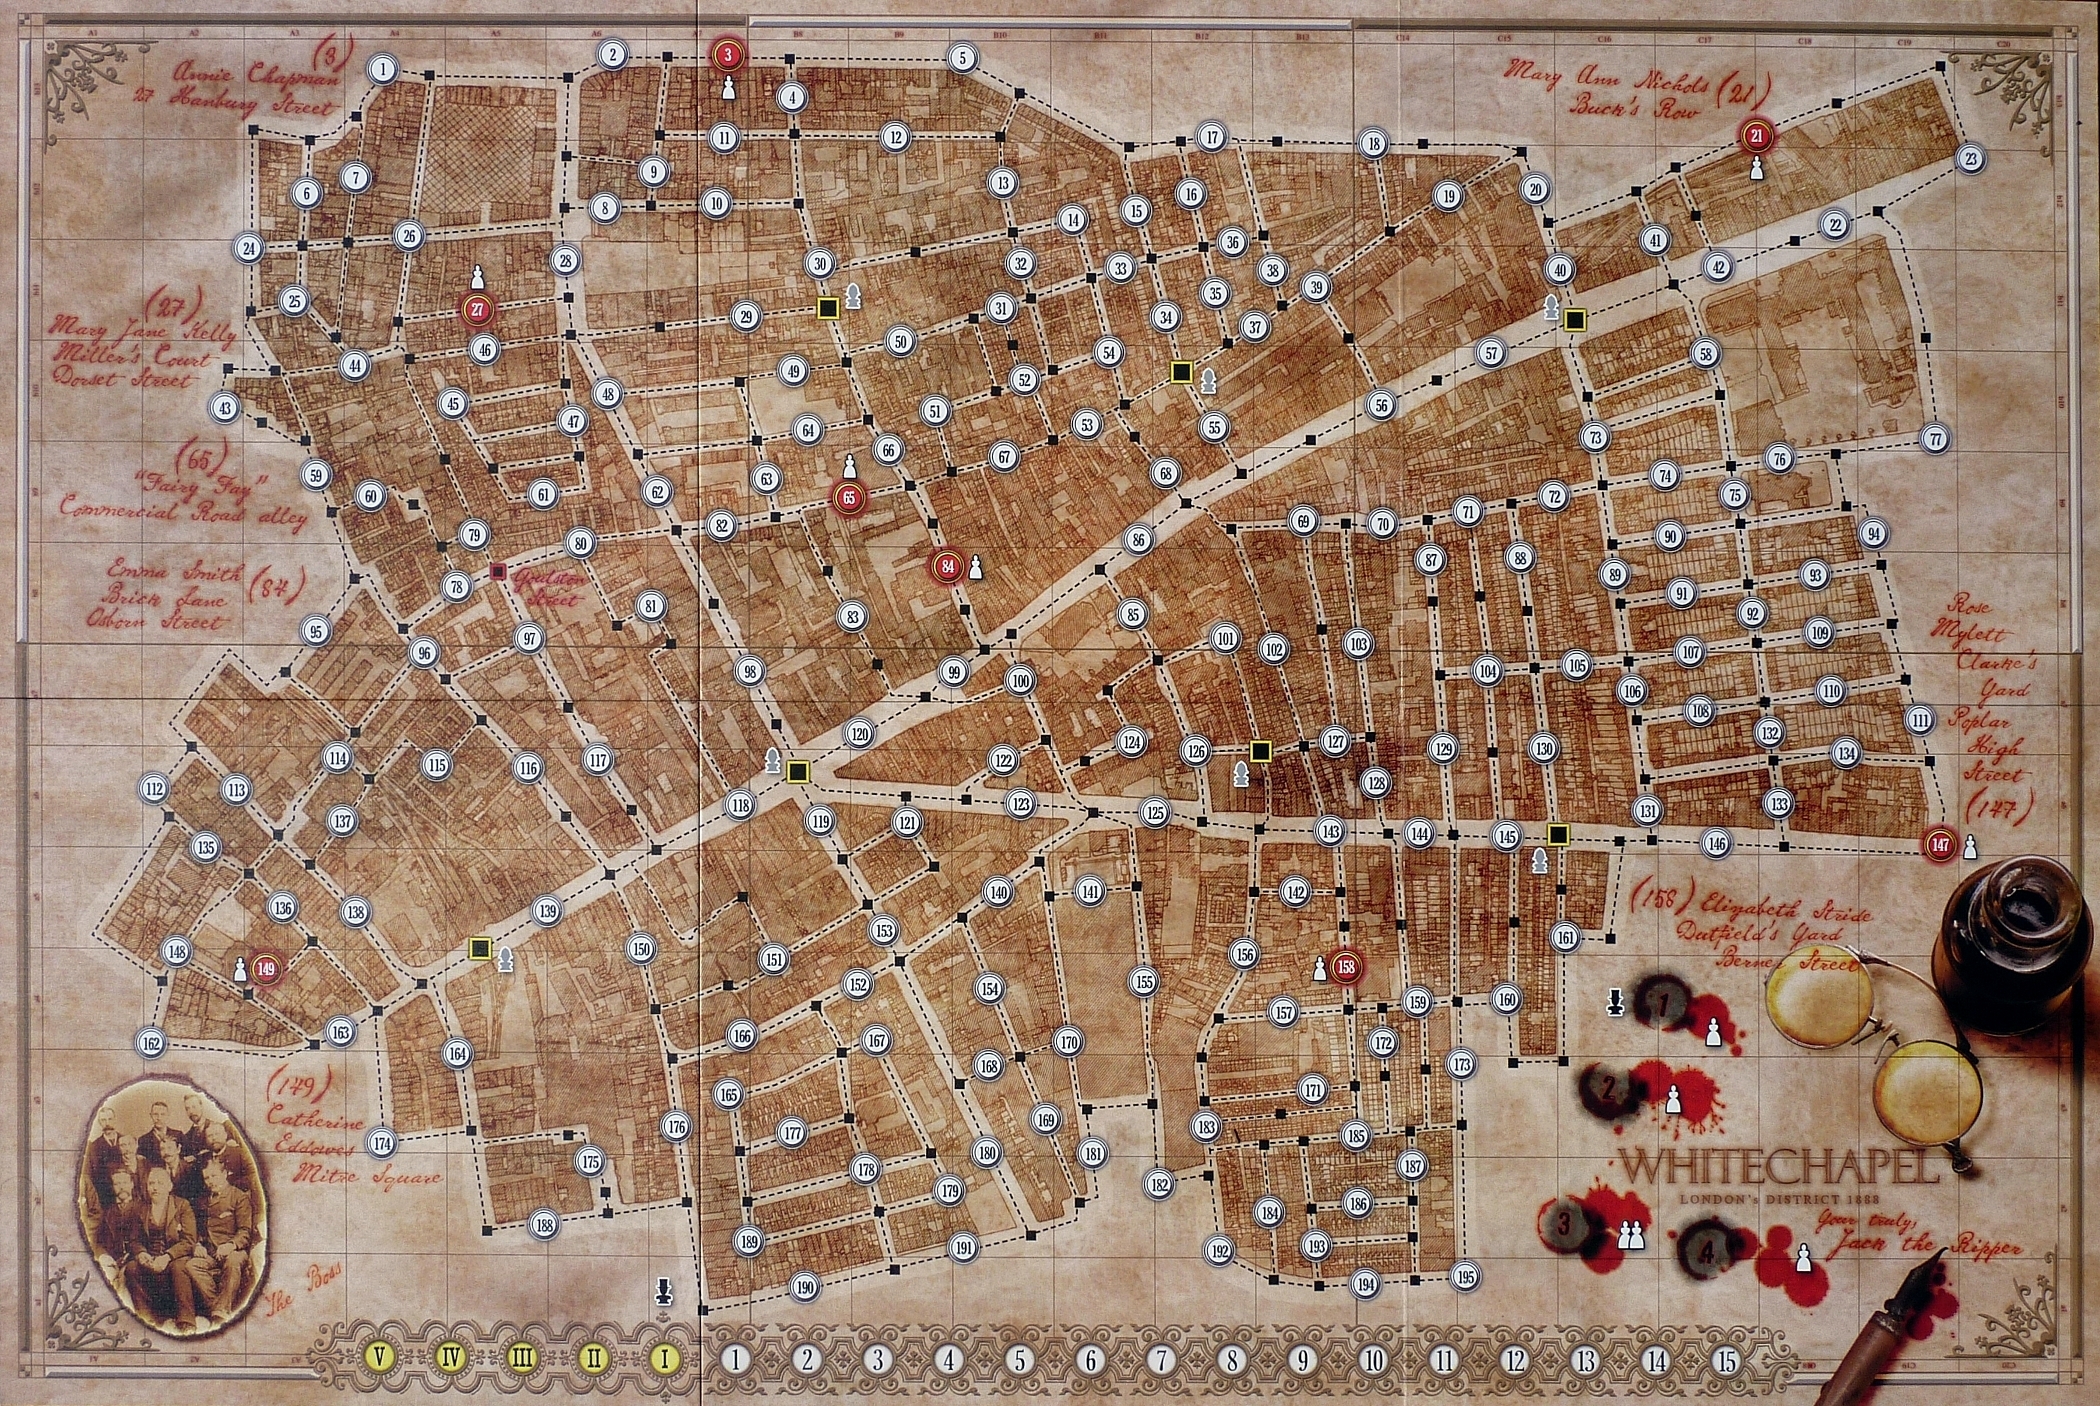 (3)
Annie Chapman
27 Hanbury Street
Mary Ann Nichols (21)
Buck's Row
(27)
Mary Jane Kelly
Miller's Court
Dorset Street
(65)
"Fairy Fay"
Commercial Road alley
Emma Smith (84)
Brick Lane
Osborn Street
Goulston
Street
Rose
Mylett
Clarke's
Yard
Poplar
High
Street
(147)
(158) Elizabeth Stride
Dutfield's Yard
Berner Street
(149)
Catherine
Eddowes
Mitre Square
The Boss
WHITECHAPEL
LONDON's DISTRICT 1888
Your truly,
Jack the Ripper
1
2
3
4
V IV III II I 1 2 3 4 5 6 7 8 9 10 11 12 13 14 15
1 2 3 5
4
11 12 17 18 21
9 23
6 7 13 16 19 20
8 10 15
14 22
24 26 36 41
28 30 32 33 38 40 42
25 27 29 31 34 35 37 39
46 50 54 57 58
44 49 52
43 45 47 48 51 53 55 56
64 66 67 68 73 77
59 60 61 62 63 65 72 74 75 76
79 80 82 69 70 71 90 94
78 84 86 87 88 89 93
95 81 83 85 91 92
96 97 98 99 101 102 103 105 107 109
100 104 106 110
108 111
114 115 116 117 120 122 124 126 127 129 130 132 134
112 113 118 123 128 131 133
137 119 121 125 143 144 145 146 147
135 136 138 139 140 141 142
148 149 150 151 153 156 158 161
152 154 155 157 159 160
162 163 164 166 167 168 170 172 173
165 169 171
174 175 176 177 178 180 181 183 185 187
179 182 184 186
188 189 191 192 193
190 194 195